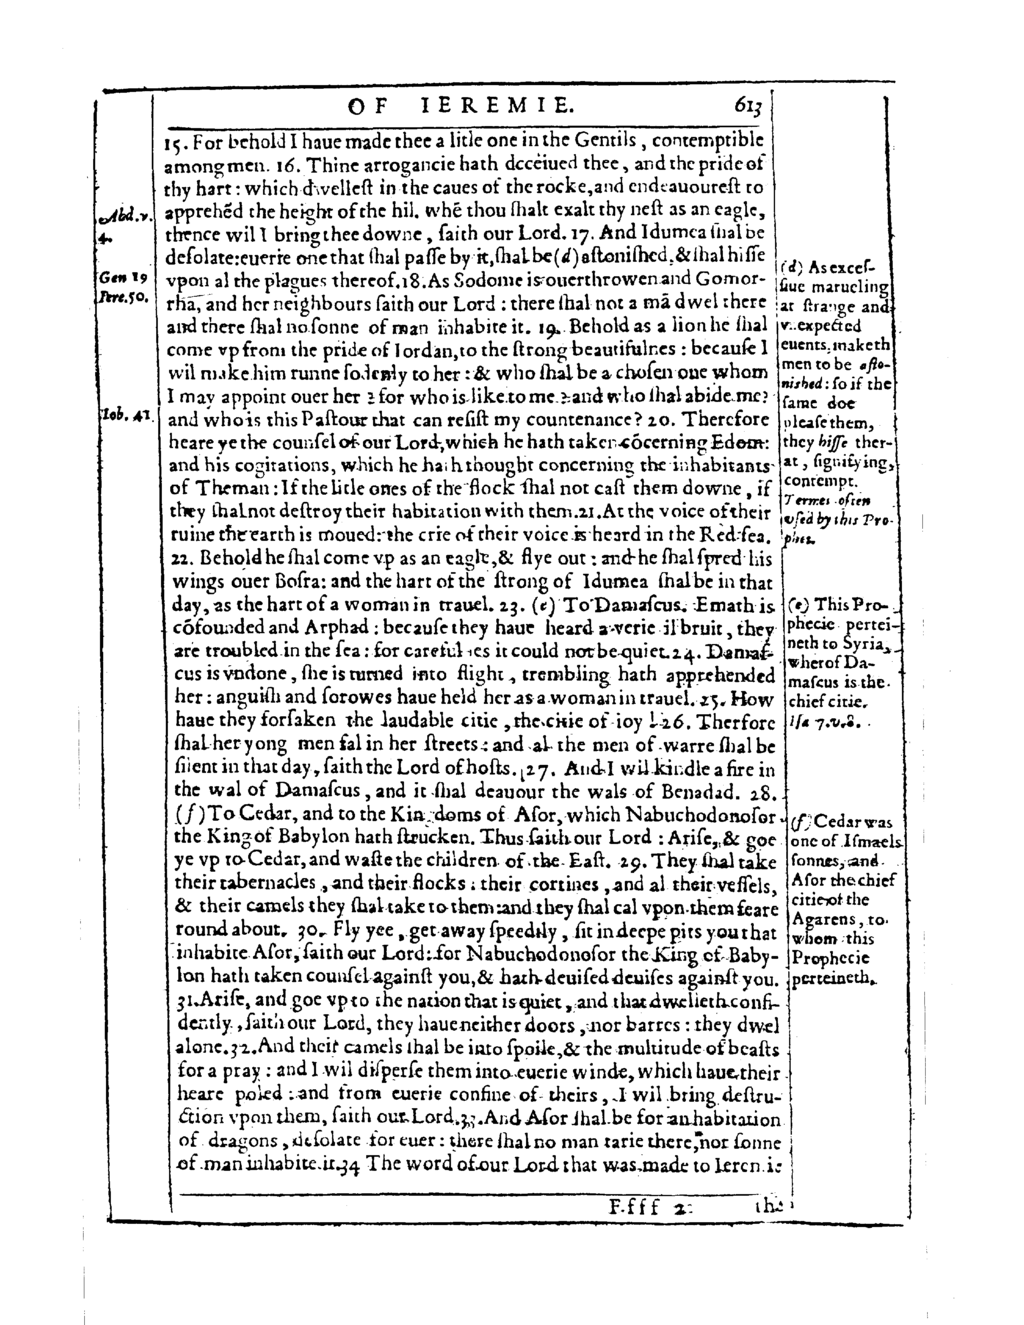 OF IEREMIE. 613
15. For behold I haue made thee a litle one in the Gentils, contemptible
among men. 16. Thine arrogancie hath deceiued thee, and the pride of
thy hart: which dwelleſt in the caues of the rocke, and endeauoureſt to
apprehēd the height of the hil. whē thou ſhalt exalt thy neſt as an eagle,
thence wil I bring thee downe, ſaith our Lord. 17. And Idumea ſhal be
deſolate: euerie one that ſhal paſſe by it, ſhal be (d) aſtoniſhed, & ſhal hiſſe
vpon al the plagues thereof. 18. As Sodome is ouerthrowen and Gomor-
rha, and her neighbours ſaith our Lord: there ſhal not a mā dwel there
and there ſhal no ſonne of man inhabite it. 19. Behold as a lion he ſhal
come vp from the pride of Iordan, to the ſtrong beautifulnes: becauſe I
wil make him runne ſodenly to her: & who ſhal be a choſen one whom
I may appoint ouer her? for who is like to me? and who ſhal abide me?
and who is this Paſtour that can reſiſt my countenance? 20. Therefore
heare ye the counſel of our Lord, which he hath taken cōcerning Edom:
and his cogitations, which he hath thought concerning the inhabitants
of Theman: If the litle ones of the flock ſhal not caſt them downe, if
they ſhal not deſtroy their habitation with them. 21. At the voice of their
ruine the earth is moued: the crie of their voice is heard in the Red-ſea.
22. Behold he ſhal come vp as an eagle, & flye out: and he ſhal ſpred his
wings ouer Boſra: and the hart of the ſtrong of Idumea ſhal be in that
day, as the hart of a woman in trauel. 23. (e) To Damaſcus. Emath is
cōfounded and Arphad: becauſe they haue heard a verie il bruit, they
are troubled in the ſea: for carefulnes it could not be quiet. 24. Damaſ-
cus is vndone, ſhe is turned into flight, trembling hath apprehended
her: anguiſh and ſorowes haue held her as a woman in trauel. 25. How
haue they forſaken the laudable citie, the citie of ioy! 26. Therfore
ſhal her yong men fal in her ſtreets: and al the men of warre ſhal be
ſilent in that day, ſaith the Lord of hoſts. 27. And I wil kindle a fire in
the wal of Damaſcus, and it ſhal deuour the wals of Benadad. 28.
(f) To Cedar, and to the Kingdoms of Aſor, which Nabuchodonoſor
the King of Babylon hath ſtrucken. Thus ſaith our Lord: Ariſe, & goe
ye vp to Cedar, and waſte the children of the Eaſt. 29. They ſhal take
their tabernacles, and their flocks: their cortines, and al their veſſels,
& their camels they ſhal take to them: and they ſhal cal vpon them feare
round about. 30. Fly yee, get away ſpeedily, ſit in deepe pits you that
inhabite Aſor, ſaith our Lord: for Nabuchodonoſor the King of Baby-
lon hath taken counſel againſt you, & hath deuiſed deuiſes againſt you.
31. Ariſe, and goe vp to the nation that is quiet, and that dwelleth confi-
dently, ſaith our Lord, they haue neither doors, nor barres: they dwel
alone. 32. And their camels ſhal be into ſpoile, & the multitude of beaſts
for a pray: and I wil diſperſe them into euerie winde, which haue their
heare poled: and from euerie confine of theirs, I wil bring deſtru-
ction vpon them, ſaith our Lord. 33. And Aſor ſhal be for an habitation
of dragons, deſolate for euer: there ſhal no man tarie there, nor ſonne
of man inhabite it. 34 The word of our Lord that was made to Ieremie
F fff 2 the
Abd. v.
4.
Gen 19
Iere. 50.
Iob. 41.
(d) As exceſ-
ſiue marueling
at ſtrange and
vnexpected
euents, maketh
men to be aſto-
niſhed: ſo if the
ſame doe
pleaſe them,
they hiſſe ther-
at, ſignifying
contempt.
Termes often
vſed by this Pro-
phet.
(e) This Pro-
phecie pertei-
neth to Syria,
wherof Da-
maſcus is the
chief citie.
Iſa 7. v. 8.
(f) Cedar was
one of Iſmaels
ſonnes, and
Aſor the chief
citie of the
Agarens, to
whom this
Prophecie
perteineth.